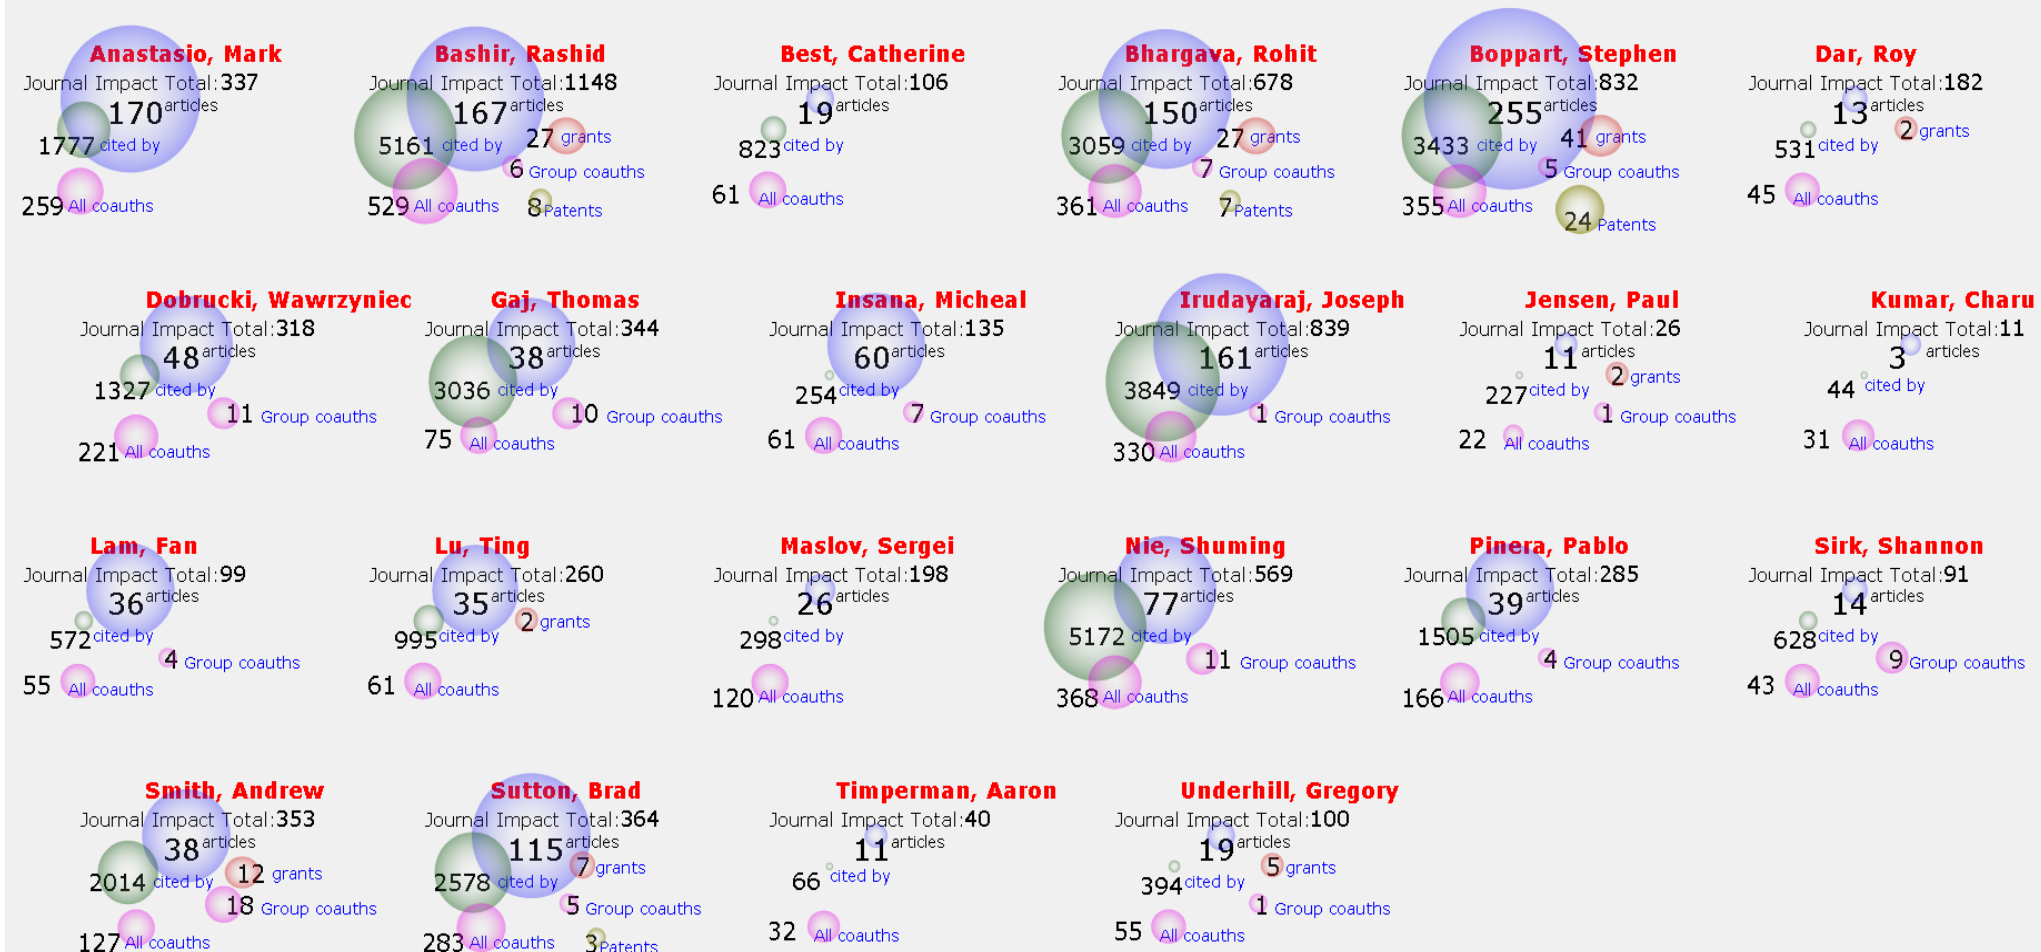 Anastasio, Mark
Journal Impact Total:337
170 articles
1777 cited by
259 All coauths
Bashir, Rashid
Journal Impact Total:1148
167 articles
5161 cited by
27 grants
6 Group coauths
529 All coauths
8 Patents
Best, Catherine
Journal Impact Total:106
19 articles
823 cited by
61 All coauths
Bhargava, Rohit
Journal Impact Total:678
150 articles
3059 cited by
27 grants
7 Group coauths
361 All coauths
7 Patents
Boppart, Stephen
Journal Impact Total:832
255 articles
3433 cited by
41 grants
5 Group coauths
355 All coauths
24 Patents
Dar, Roy
Journal Impact Total:182
13 articles
531 cited by
2 grants
45 All coauths
Dobrucki, Wawrzyniec
Journal Impact Total:318
48 articles
1327 cited by
11 Group coauths
221 All coauths
Gaj, Thomas
Journal Impact Total:344
38 articles
3036 cited by
10 Group coauths
75 All coauths
Insana, Micheal
Journal Impact Total:135
60 articles
254 cited by
7 Group coauths
61 All coauths
Irudayaraj, Joseph
Journal Impact Total:839
161 articles
3849 cited by
1 Group coauths
330 All coauths
Jensen, Paul
Journal Impact Total:26
11 articles
2 grants
227 cited by
1 Group coauths
22 All coauths
Kumar, Charu
Journal Impact Total:11
3 articles
44 cited by
31 All coauths
Lam, Fan
Journal Impact Total:99
36 articles
572 cited by
4 Group coauths
55 All coauths
Lu, Ting
Journal Impact Total:260
35 articles
2 grants
995 cited by
61 All coauths
Maslov, Sergei
Journal Impact Total:198
26 articles
298 cited by
120 All coauths
Nie, Shuming
Journal Impact Total:569
77 articles
5172 cited by
11 Group coauths
368 All coauths
Pinera, Pablo
Journal Impact Total:285
39 articles
1505 cited by
4 Group coauths
166 All coauths
Sirk, Shannon
Journal Impact Total:91
14 articles
628 cited by
9 Group coauths
43 All coauths
Smith, Andrew
Journal Impact Total:353
38 articles
12 grants
2014 cited by
18 Group coauths
127 All coauths
Sutton, Brad
Journal Impact Total:364
115 articles
7 grants
2578 cited by
5 Group coauths
283 All coauths
3 Patents
Timperman, Aaron
Journal Impact Total:40
11 articles
66 cited by
32 All coauths
Underhill, Gregory
Journal Impact Total:100
19 articles
5 grants
394 cited by
1 Group coauths
55 All coauths